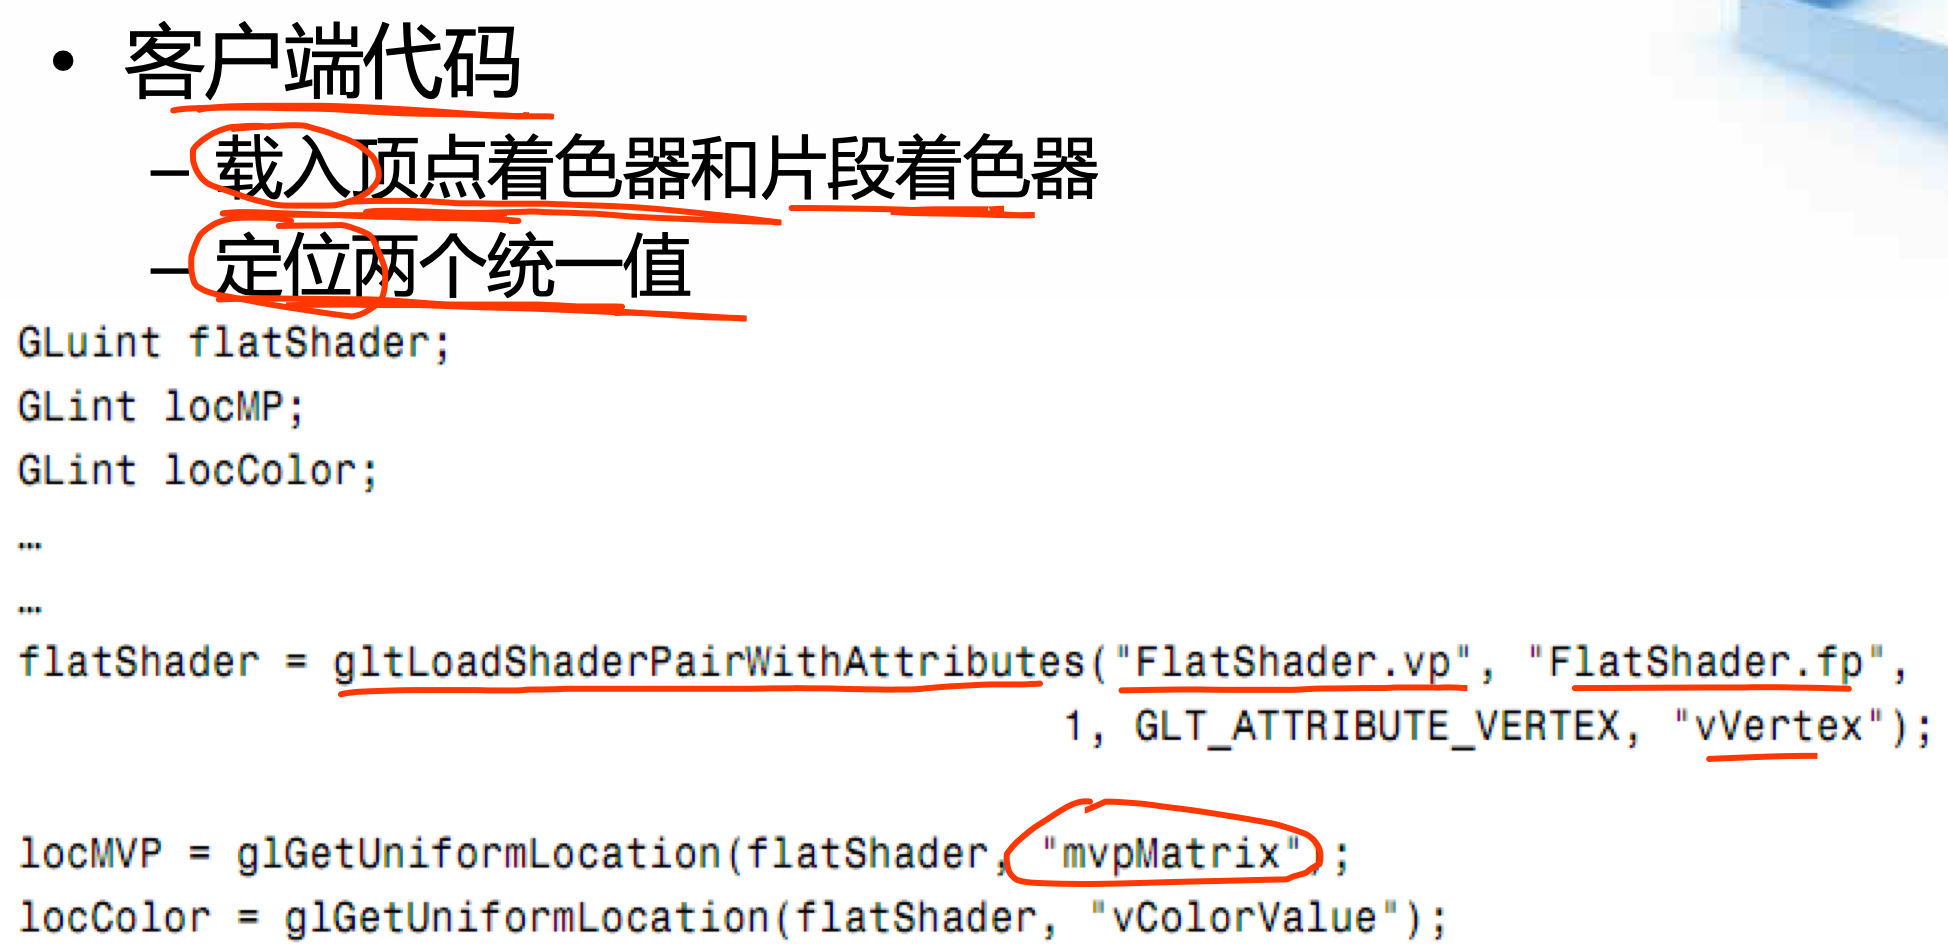 • 客户端代码
– 载入顶点着色器和片段着色器
– 定位两个统一值
GLuint flatShader;
GLint locMP;
GLint locColor;
…
…
flatShader = gltLoadShaderPairWithAttributes("FlatShader.vp", "FlatShader.fp",
1, GLT_ATTRIBUTE_VERTEX, "vVertex");
locMVP = glGetUniformLocation(flatShader, "mvpMatrix");
locColor = glGetUniformLocation(flatShader, "vColorValue");